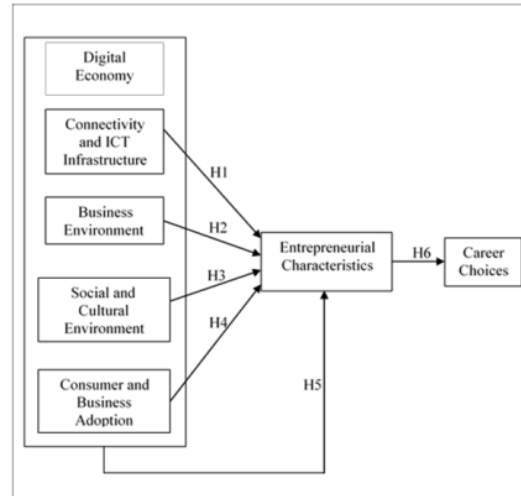 Digital
Economy
Connectivity
and ICT
Infrastructure
H1
Business
Environment
H2
Entrepreneurial
Characteristics
H6
Career
Choices
H3
Social and
Cultural
Environment
H4
Consumer and
Business
Adoption
H5